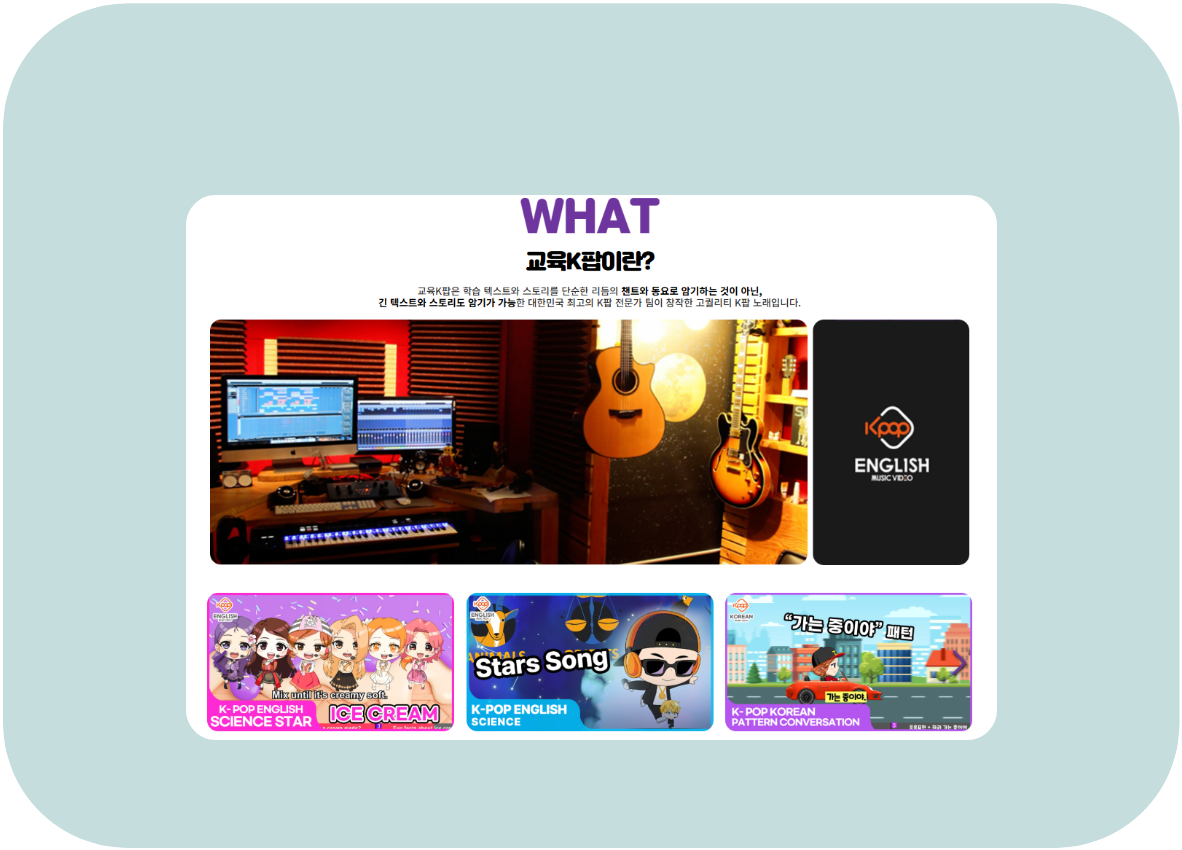 WHAT
교육K팝이란?
교육K팝은 학습 텍스트와 스토리를 단순한 리듬의 챈트와 동요로 암기하는 것이 아닌,
긴 텍스트와 스토리도 암기가 가능한 대한민국 최고의 K팝 전문가 팀이 창작한 고퀄리티 K팝 노래입니다.
Kpop
ENGLISH
MUSIC VIDEO
Kpop
ENGLISH
Mix until it's creamy soft.
K-POP ENGLISH
SCIENCE STAR
ICE CREAM
Kpop
ENGLISH
ANIMALS
Stars Song
K-POP ENGLISH
SCIENCE
Kpop
KOREAN
“가는 중이야” 패턴
가는 중이야.
K- POP KOREAN
PATTERN CONVERSATION